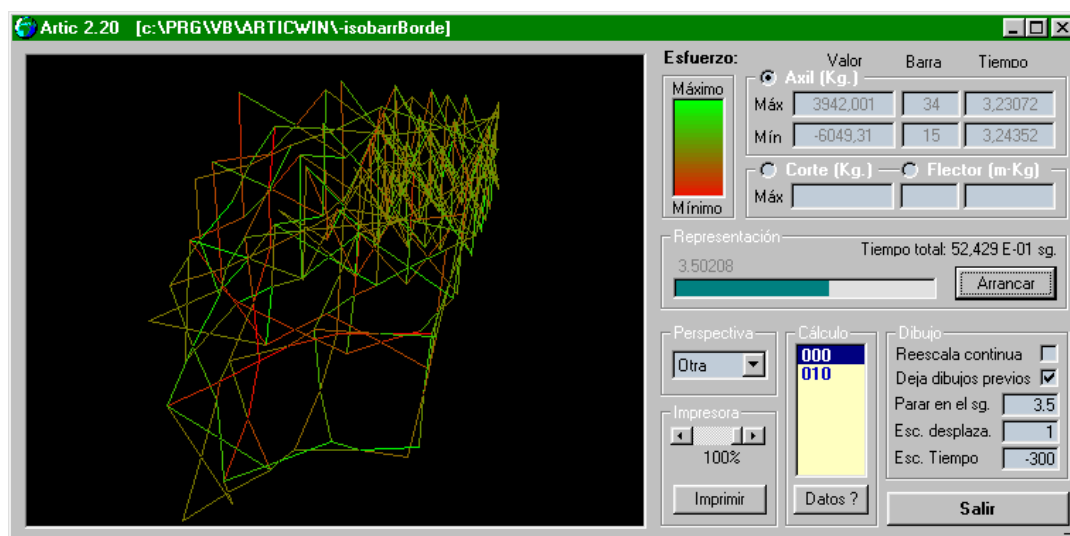 Artic 2.20 [c:\PRG\VB\ARTICWIN\-isobarrBorde]
Esfuerzo: Valor Barra Tiempo
Máximo
Mínimo
Axil (Kg.)
Máx 3942,001 34 3,23072
Mín -6049,31 15 3,24352
Corte (Kg.) Flector (m·Kg)
Máx
Representación
Tiempo total: 52,429 E-01 sg.
3.50208
Arrancar
Perspectiva
Otra
Impresora
100%
Imprimir
Cálculo
000
010
Datos ?
Dibujo
Reescala continua
Deja dibujos previos
Parar en el sg. 3.5
Esc. desplaza. 1
Esc. Tiempo -300
Salir